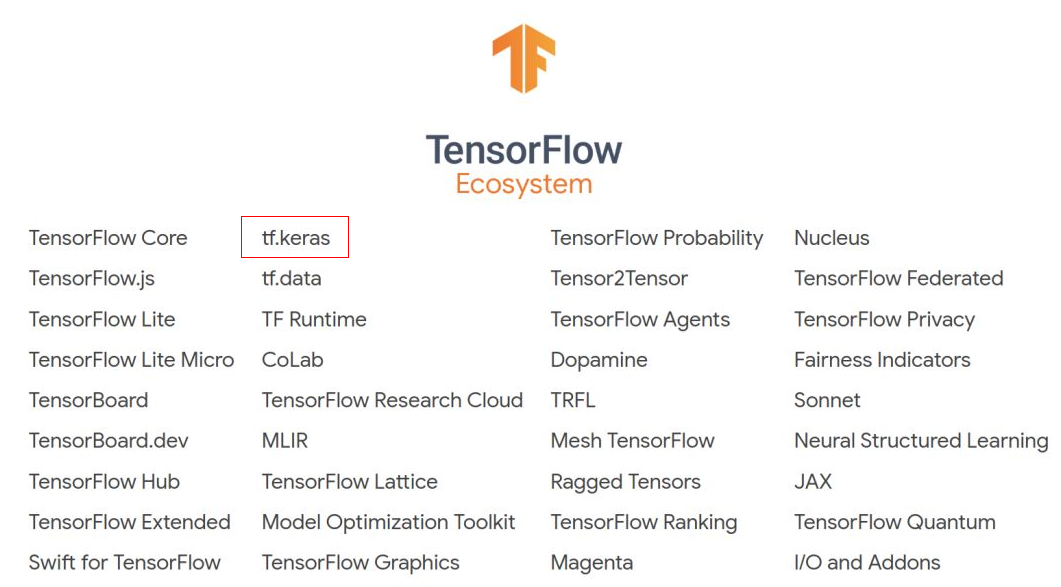 TensorFlow
Ecosystem
TensorFlow Core
TensorFlow.js
TensorFlow Lite
TensorFlow Lite Micro
TensorBoard
TensorBoard.dev
TensorFlow Hub
TensorFlow Extended
Swift for TensorFlow
tf.keras
tf.data
TF Runtime
CoLab
TensorFlow Research Cloud
MLIR
TensorFlow Lattice
Model Optimization Toolkit
TensorFlow Graphics
TensorFlow Probability
Tensor2Tensor
TensorFlow Agents
Dopamine
TRFL
Mesh TensorFlow
Ragged Tensors
TensorFlow Ranking
Magenta
Nucleus
TensorFlow Federated
TensorFlow Privacy
Fairness Indicators
Sonnet
Neural Structured Learning
JAX
TensorFlow Quantum
I/O and Addons